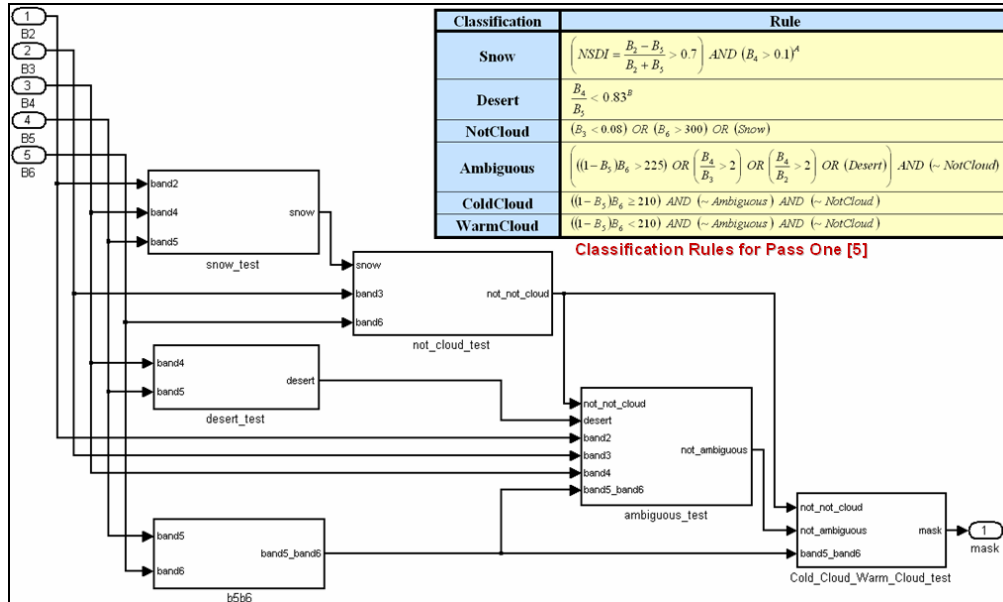 1
B2
2
B3
3
B4
4
B5
5
B6
Classification Rule
Snow (NSDI = (B₂ − B₅)/(B₂ + B₅) > 0.7) AND (B₄ > 0.1)ᴬ
Desert B₄/B₅ < 0.83ᴮ
NotCloud (B₃ < 0.08) OR (B₆ > 300) OR (Snow)
Ambiguous (((1 − B₅)B₆ > 225) OR (B₄/B₃ > 2) OR (B₄/B₂ > 2) OR (Desert)) AND (~ NotCloud)
ColdCloud ((1 − B₅)B₆ ≥ 210) AND (~ Ambiguous) AND (~ NotCloud)
WarmCloud ((1 − B₅)B₆ < 210) AND (~ Ambiguous) AND (~ NotCloud)
Classification Rules for Pass One [5]
band2
band4
band5
snow
snow_test
snow
band3
band6
not_not_cloud
not_cloud_test
band4
band5
desert
desert_test
not_not_cloud
desert
band2
band3
band4
band5_band6
not_ambiguous
ambiguous_test
band5
band6
band5_band6
b5b6
not_not_cloud
not_ambiguous
band5_band6
mask
Cold_Cloud_Warm_Cloud_test
1
mask